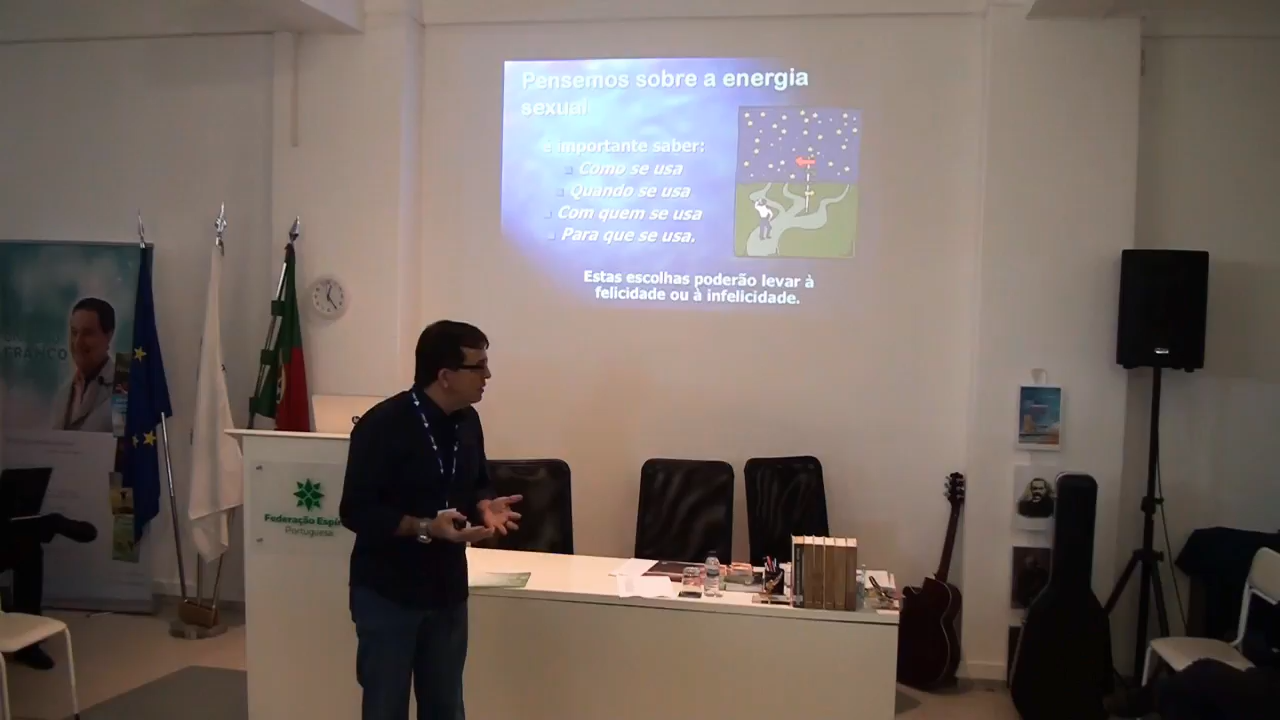 Pensemos sobre a energia
sexual
É importante saber:
Como se usa
Quando se usa
Com quem se usa
Para que se usa.
Estas escolhas poderão levar à
felicidade ou à infelicidade.
FRANCO
Federação Espír
Portuguesa